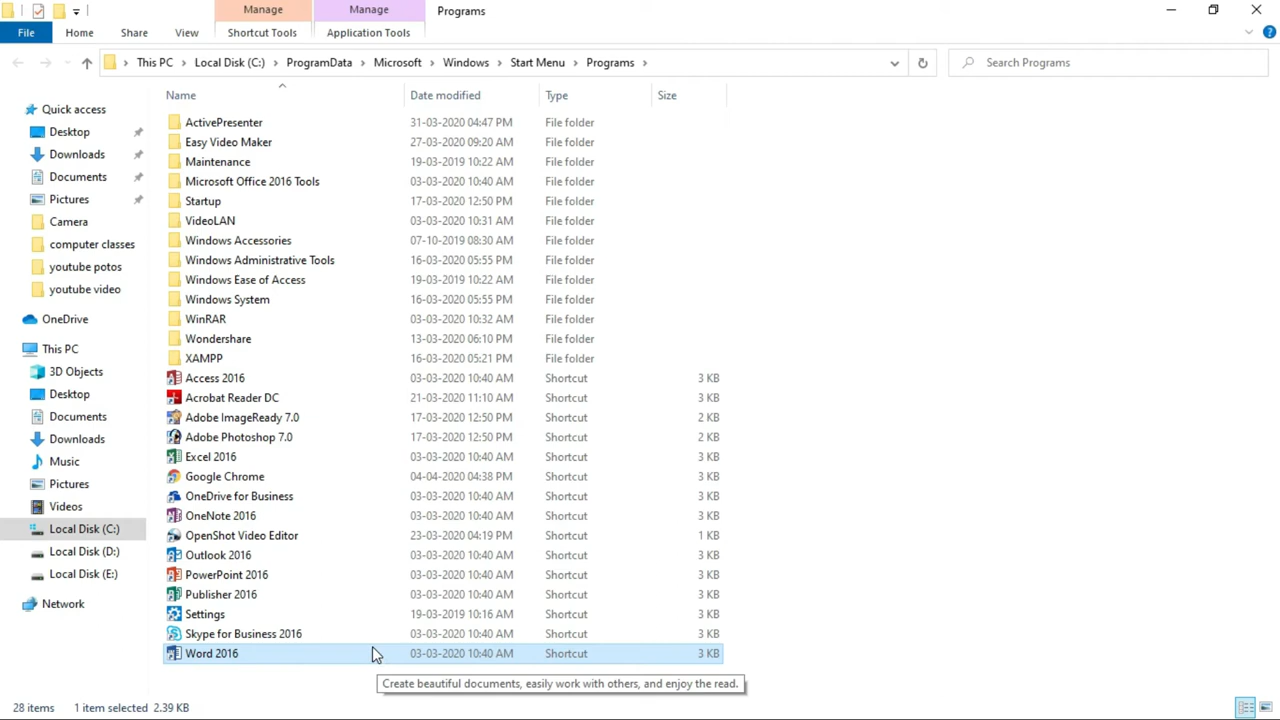 Manage Manage Programs
File Home Share View Shortcut Tools Application Tools
This PC Local Disk (C:) ProgramData Microsoft Windows Start Menu Programs Search Programs
Name Date modified Type Size
Quick access
Desktop
Downloads
Documents
Pictures
Camera
computer classes
youtube potos
youtube video
OneDrive
This PC
3D Objects
Desktop
Documents
Downloads
Music
Pictures
Videos
Local Disk (C:)
Local Disk (D:)
Local Disk (E:)
Network
ActivePresenter 31-03-2020 04:47 PM File folder
Easy Video Maker 27-03-2020 09:20 AM File folder
Maintenance 19-03-2019 10:22 AM File folder
Microsoft Office 2016 Tools 03-03-2020 10:40 AM File folder
Startup 17-03-2020 12:50 PM File folder
VideoLAN 03-03-2020 10:31 AM File folder
Windows Accessories 07-10-2019 08:30 AM File folder
Windows Administrative Tools 16-03-2020 05:55 PM File folder
Windows Ease of Access 19-03-2019 10:22 AM File folder
Windows System 16-03-2020 05:55 PM File folder
WinRAR 03-03-2020 10:32 AM File folder
Wondershare 13-03-2020 06:10 PM File folder
XAMPP 16-03-2020 05:21 PM File folder
Access 2016 03-03-2020 10:40 AM Shortcut 3 KB
Acrobat Reader DC 21-03-2020 11:10 AM Shortcut 3 KB
Adobe ImageReady 7.0 17-03-2020 12:50 PM Shortcut 2 KB
Adobe Photoshop 7.0 17-03-2020 12:50 PM Shortcut 2 KB
Excel 2016 03-03-2020 10:40 AM Shortcut 3 KB
Google Chrome 04-04-2020 04:38 PM Shortcut 3 KB
OneDrive for Business 03-03-2020 10:40 AM Shortcut 3 KB
OneNote 2016 03-03-2020 10:40 AM Shortcut 3 KB
OpenShot Video Editor 23-03-2020 04:19 PM Shortcut 1 KB
Outlook 2016 03-03-2020 10:40 AM Shortcut 3 KB
PowerPoint 2016 03-03-2020 10:40 AM Shortcut 3 KB
Publisher 2016 03-03-2020 10:40 AM Shortcut 3 KB
Settings 19-03-2019 10:16 AM Shortcut 3 KB
Skype for Business 2016 03-03-2020 10:40 AM Shortcut 3 KB
Word 2016 03-03-2020 10:40 AM Shortcut 3 KB
Create beautiful documents, easily work with others, and enjoy the read.
28 items 1 item selected 2.39 KB